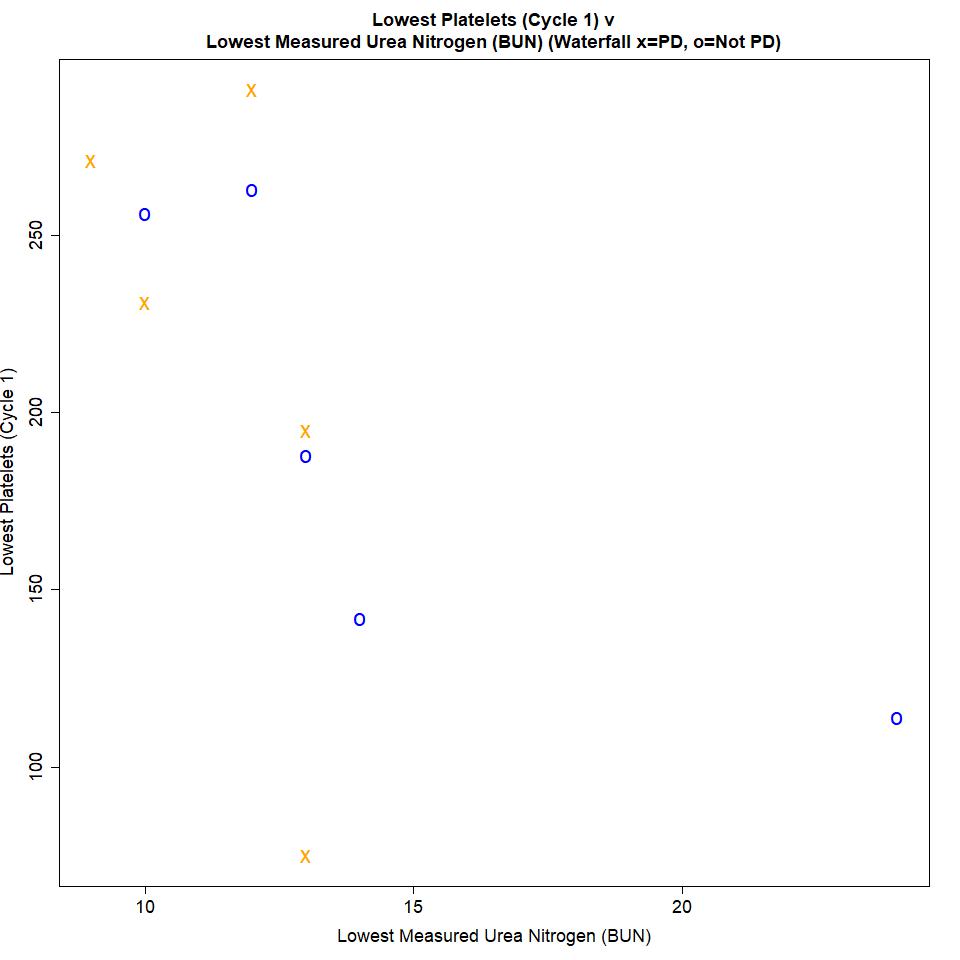 Lowest Platelets (Cycle 1) v
Lowest Measured Urea Nitrogen (BUN) (Waterfall x=PD, o=Not PD)
Lowest Platelets (Cycle 1)
250
200
150
100
X
X
O
O
X
X
O
O
O
X
10
15
20
Lowest Measured Urea Nitrogen (BUN)